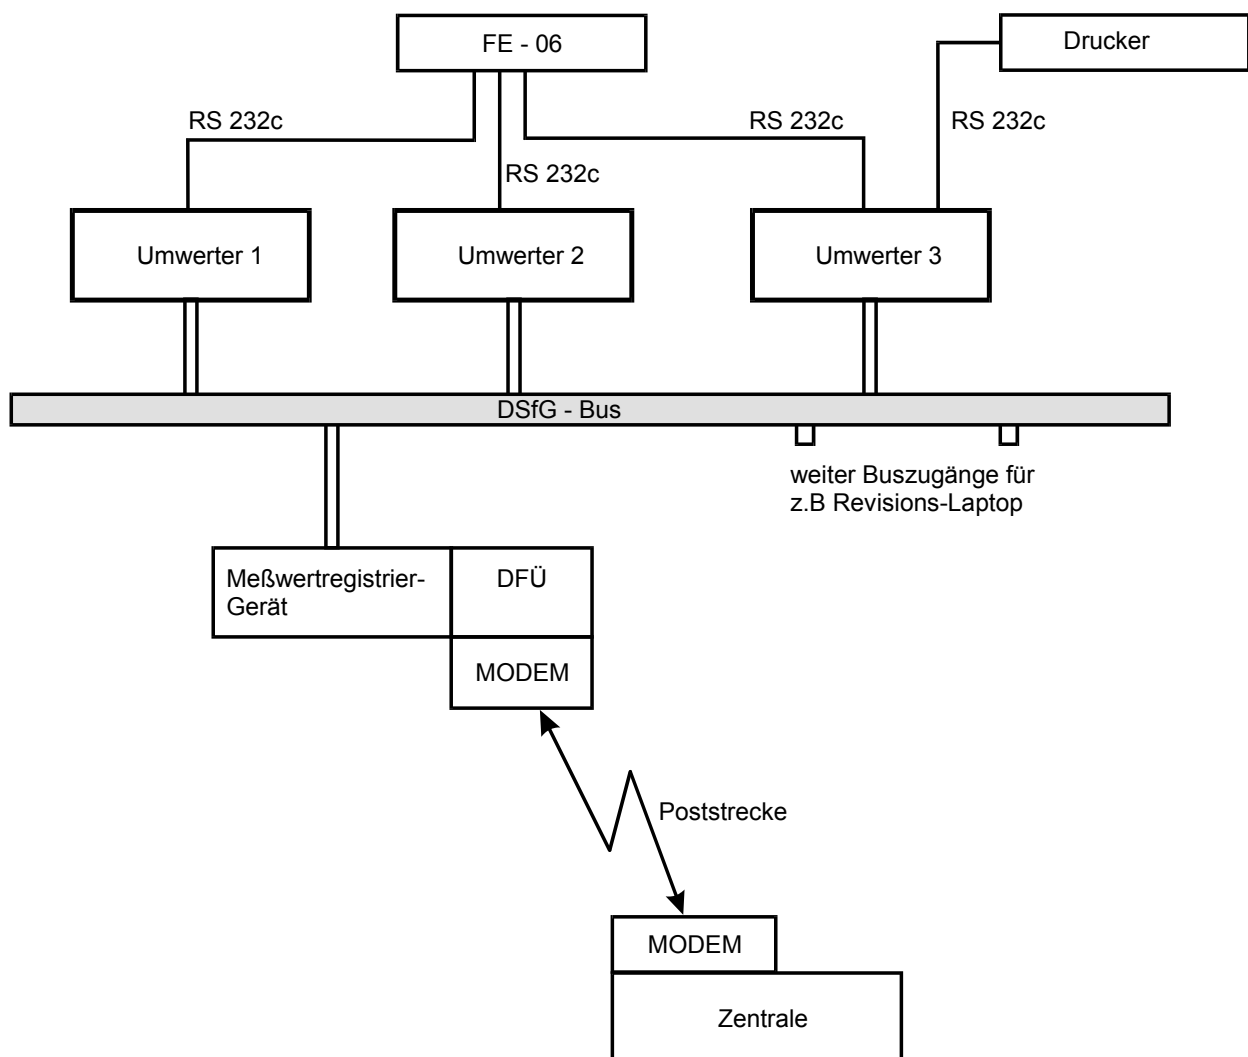 FE - 06
Drucker
RS 232c
RS 232c
RS 232c
RS 232c
Umwerter 1
Umwerter 2
Umwerter 3
DSfG - Bus
weiter Buszugänge für
z.B Revisions-Laptop
Meßwertregistrier-
Gerät
DFÜ
MODEM
Poststrecke
MODEM
Zentrale